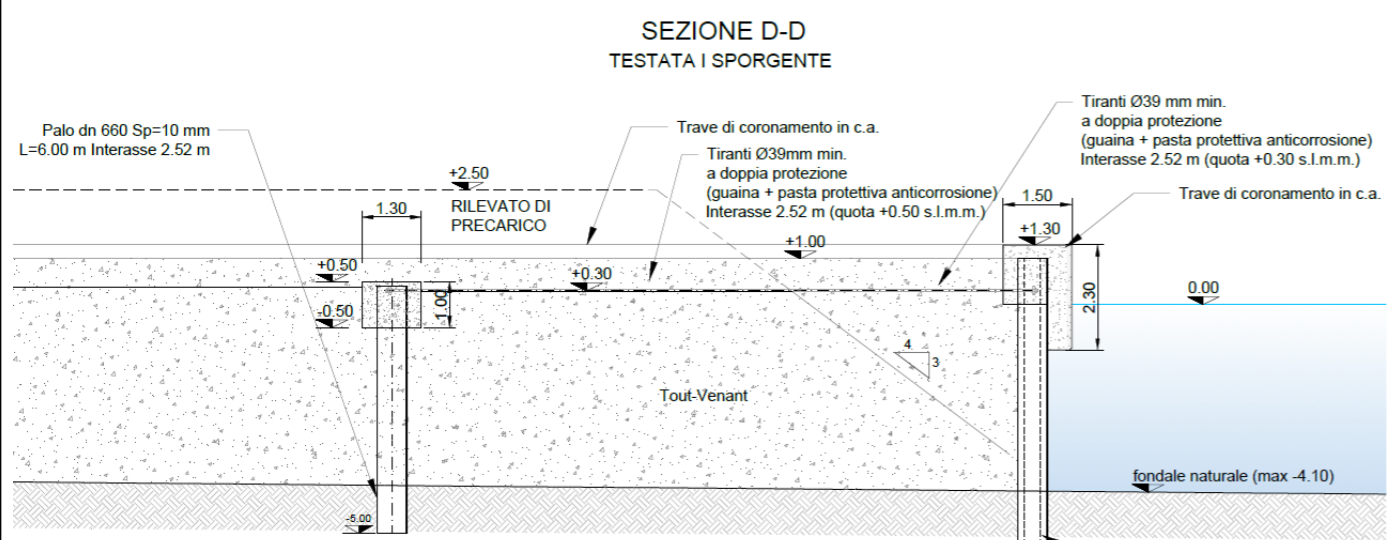 SEZIONE D-D
TESTATA I SPORGENTE
Palo dn 660 Sp=10 mm
L=6.00 m Interasse 2.52 m
Trave di coronamento in c.a.
Tiranti Ø39mm min.
a doppia protezione
(guaina + pasta protettiva anticorrosione)
Interasse 2.52 m (quota +0.50 s.l.m.m.)
Tiranti Ø39 mm min.
a doppia protezione
(guaina + pasta protettiva anticorrosione)
Interasse 2.52 m (quota +0.30 s.l.m.m.)
Trave di coronamento in c.a.
+2.50
RILEVATO DI
PRECARICO
1.30
1.50
+1.30
+1.00
+0.50
+0.30
-0.50
1.00
2.30
0.00
4
3
Tout-Venant
fondale naturale (max -4.10)
-5.00